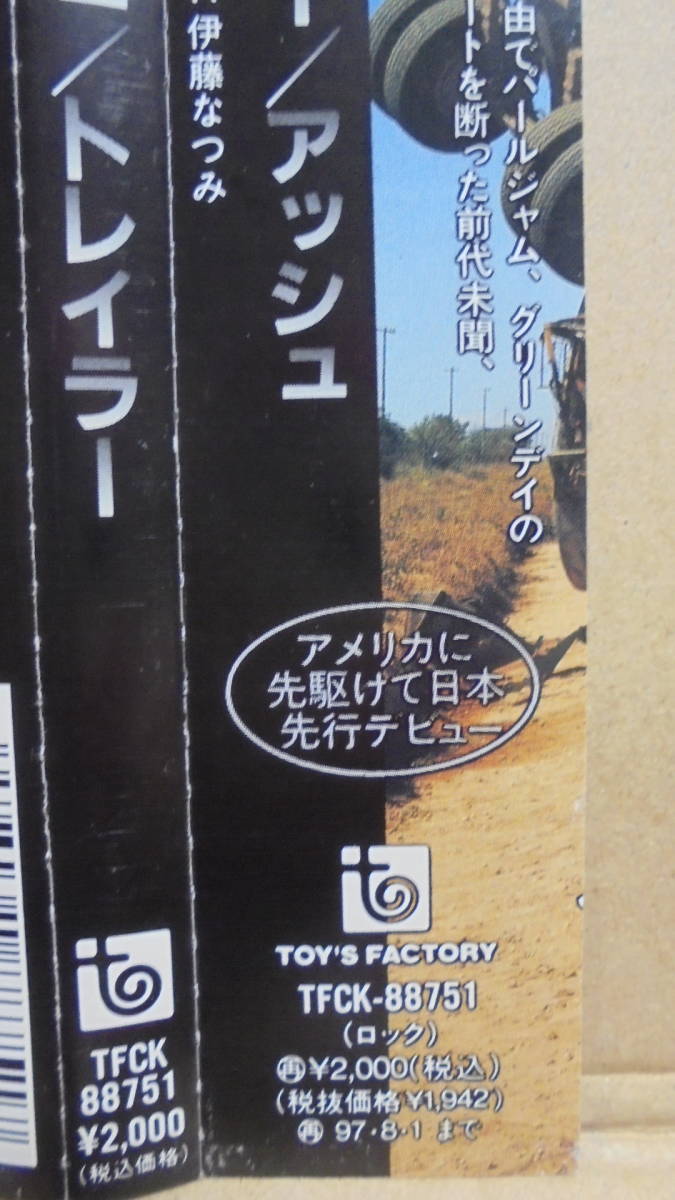 由でパールジャム、グリーンデイの
ートを断った前代未聞、
／アッシュ
伊藤なつみ
／トレイラー
アメリカに
先駆けて日本
先行デビュー
TOY'S FACTORY
TFCK-88751
(ロック)
再¥2,000(税込)
(税抜価格¥1,942)
再 97・8・1 まで
TFCK
88751
¥2,000
(税込価格)